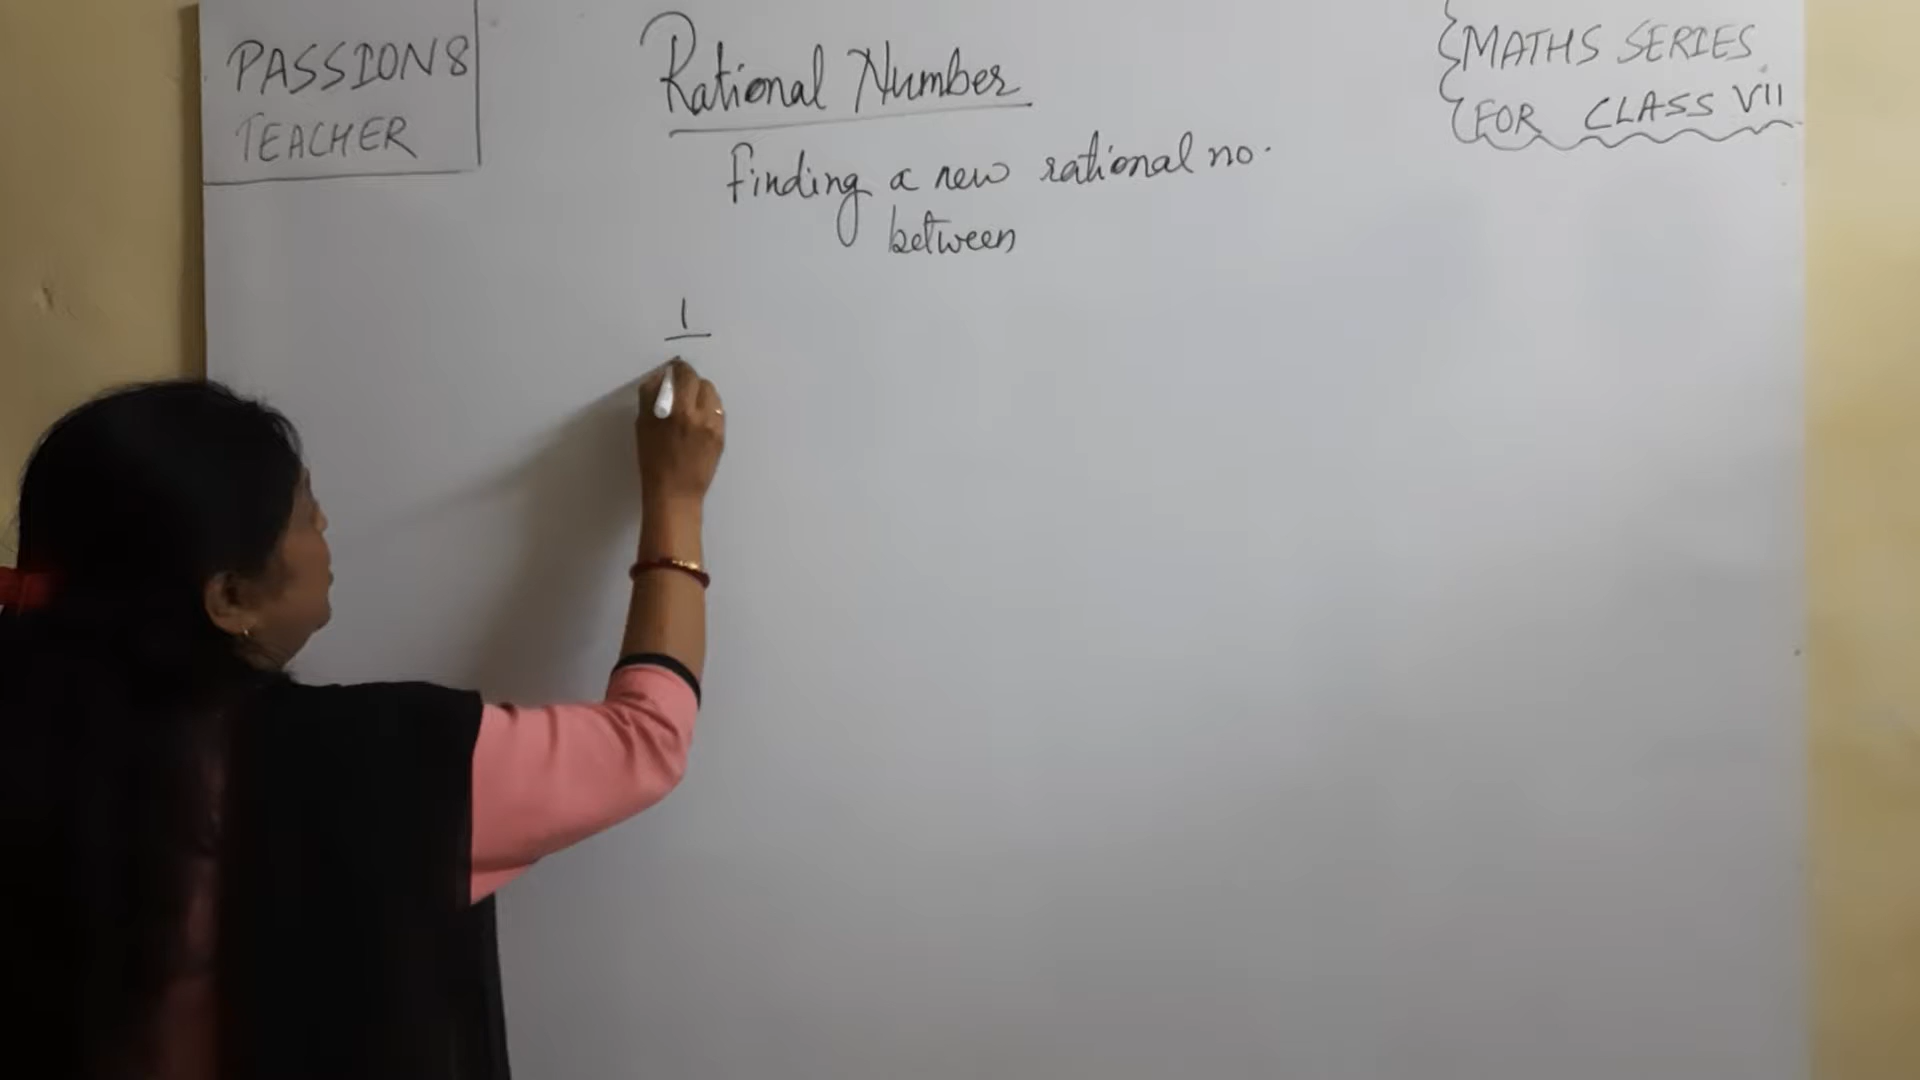 PASSION8
TEACHER
Rational Number
finding a new rational no.
between
1
{MATHS SERIES
FOR CLASS VII